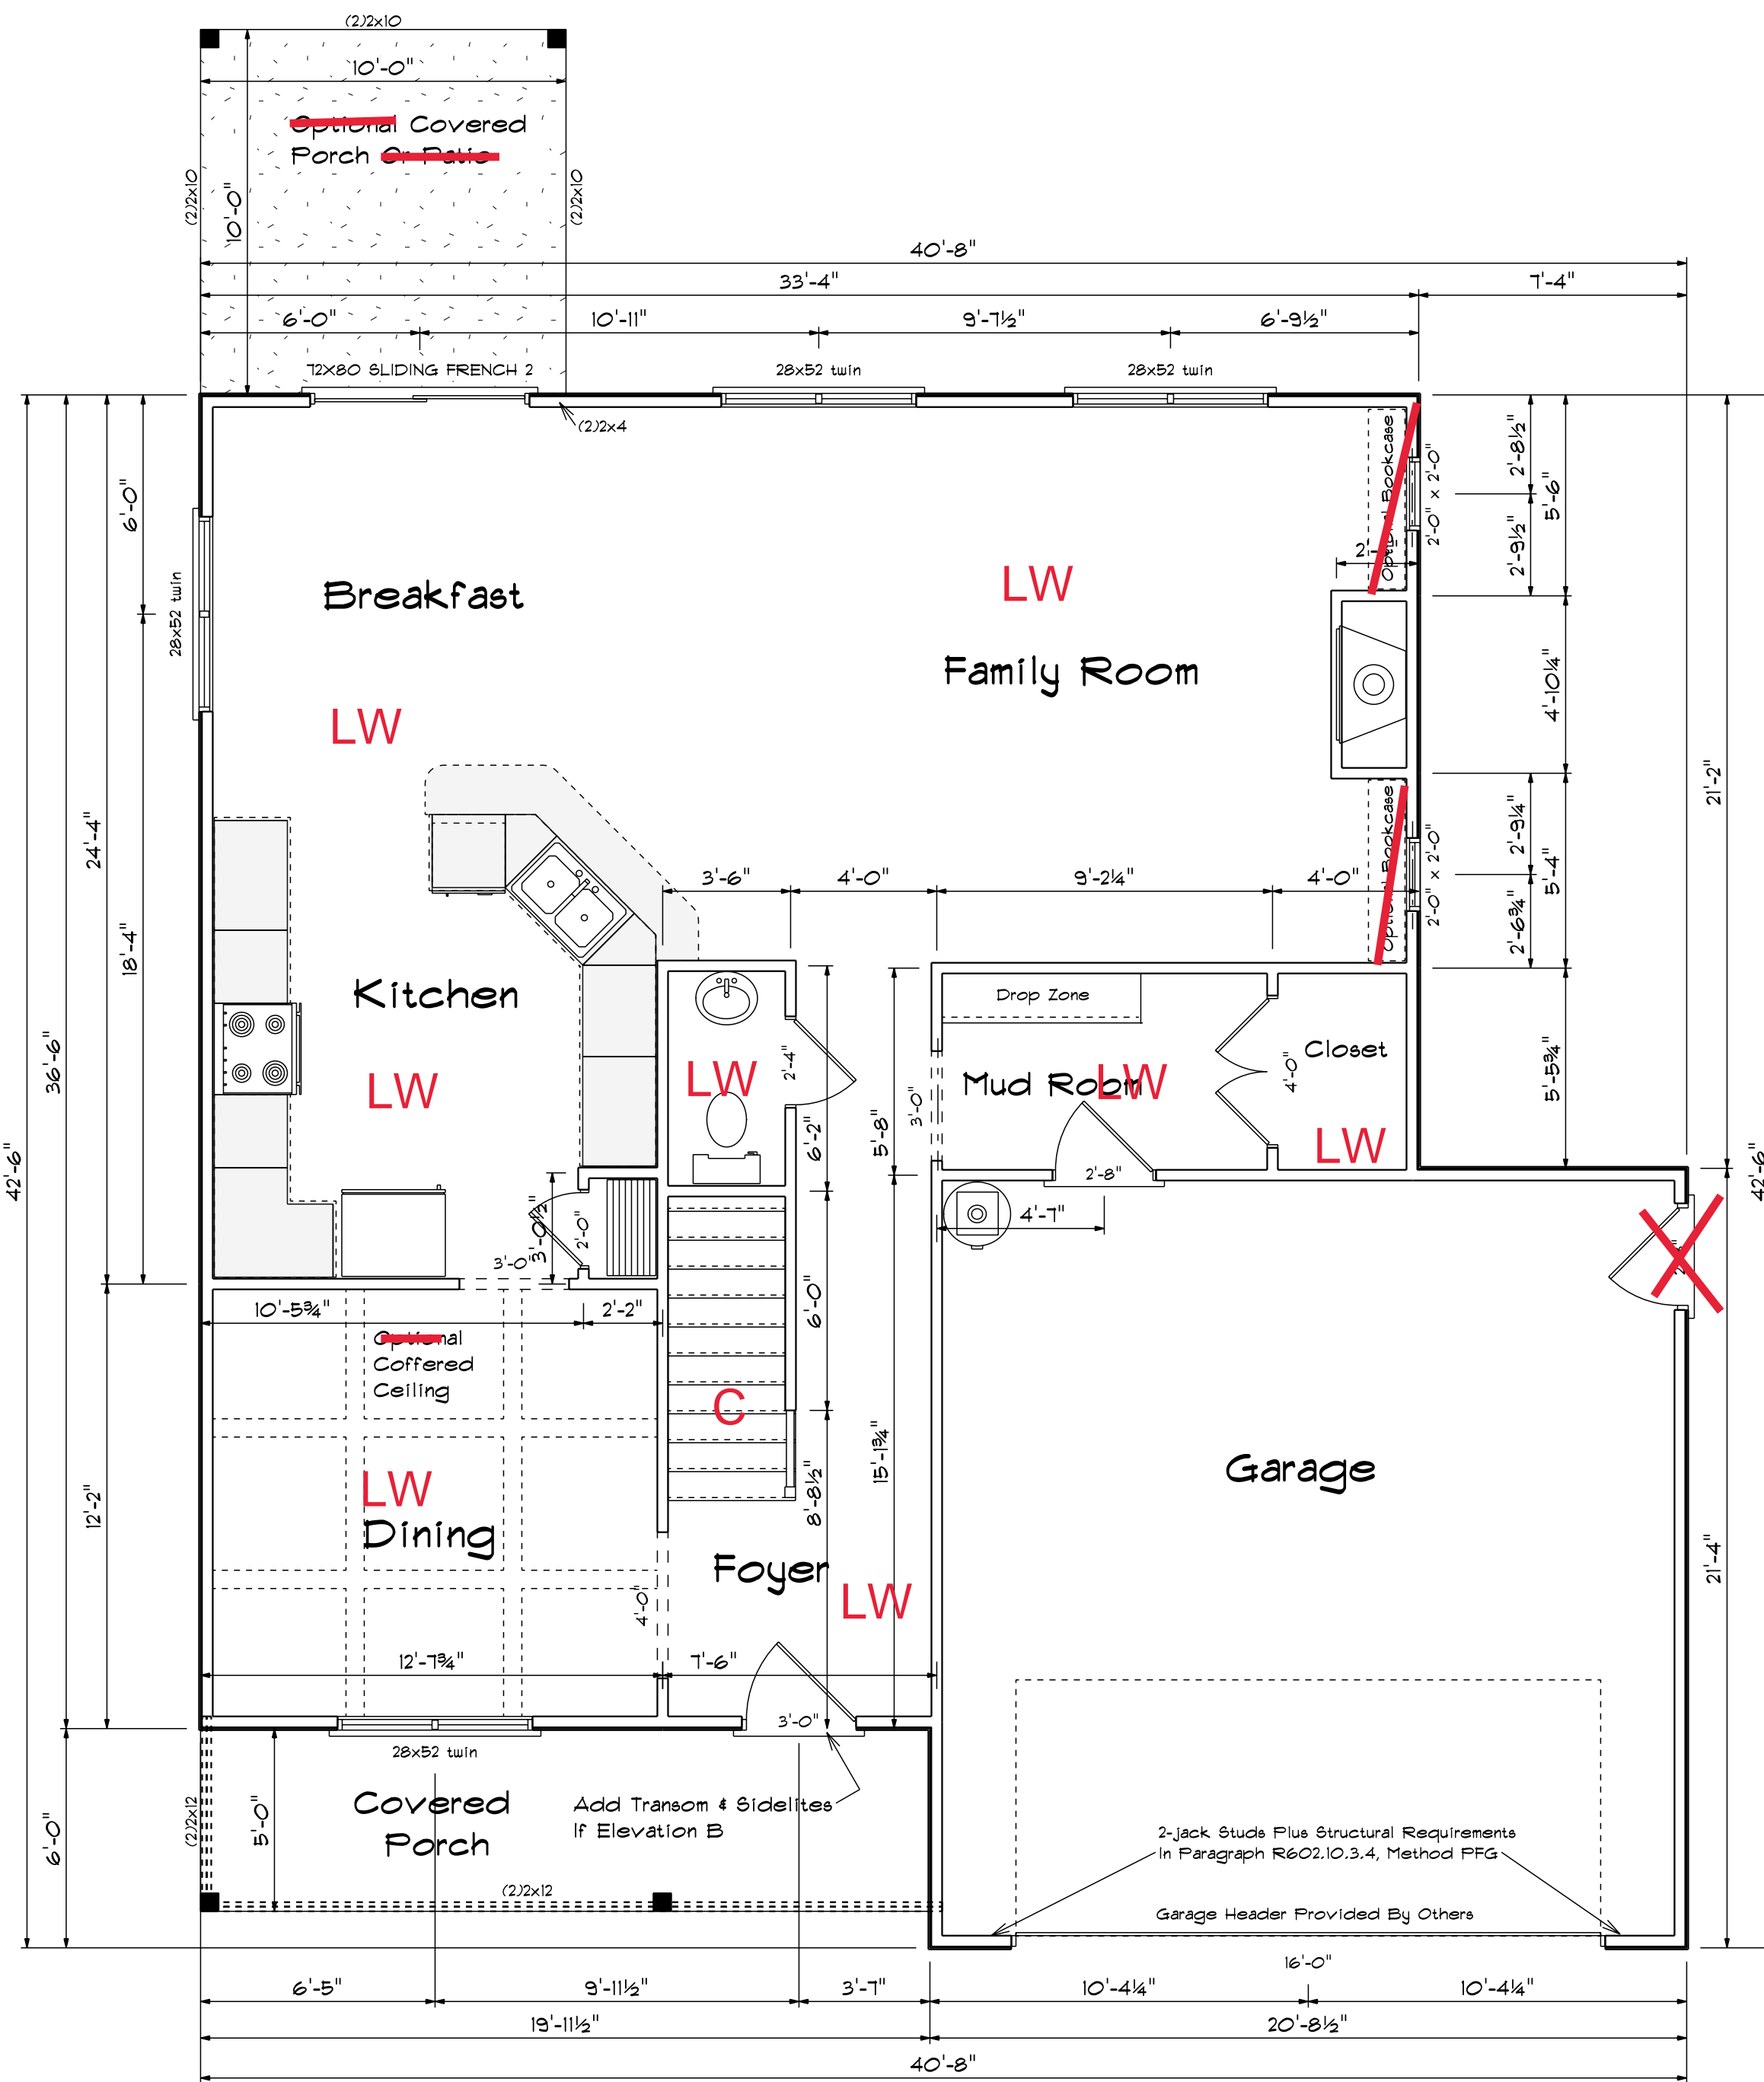 (2)2x10
10'-0"
Optional Covered
Porch Or Patio
(2)2x10
10'-0"
(2)2x10
40'-8"
33'-4"
7'-4"
6'-0"
10'-11"
9'-7½"
6'-9½"
72X80 SLIDING FRENCH 2
28x52 twin
28x52 twin
(2)2x4
Optional Bookcase
2'-0" x 2'-0"
2'-8½"
5'-6"
2'-9½"
6'-0"
28x52 twin
Breakfast
LW
LW
Family Room
4'-10¼"
21'-2"
24'-4"
18'-4"
36'-6"
42'-6"
3'-6"
4'-0"
9'-2¼"
4'-0"
Optional Bookcase
2'-0" x 2'-0"
2'-9¼"
5'-4"
2'-6¾"
Kitchen
LW
LW
2'-4"
6'-2"
5'-8"
3'-0"
Drop Zone
Mud Room
LW
4'-0"
Closet
LW
5'-5¾"
42'-6"
2'-8"
4'-7"
3'-0½"
2'-0"
3'-0"
10'-5¾"
2'-2"
6'-0"
Optional
Coffered
Ceiling
C
12'-2"
LW
Dining
8'-8½"
15'-1¾"
Garage
Foyer
LW
4'-0"
21'-4"
12'-7¾"
7'-6"
3'-0"
28x52 twin
Covered
Porch
Add Transom & Sidelites
If Elevation B
(2)2x12
5'-0"
6'-0"
(2)2x12
2-jack Studs Plus Structural Requirements
In Paragraph R602.10.3.4, Method PFG
Garage Header Provided By Others
16'-0"
6'-5"
9'-11½"
3'-7"
10'-4¼"
10'-4¼"
19'-11½"
20'-8½"
40'-8"